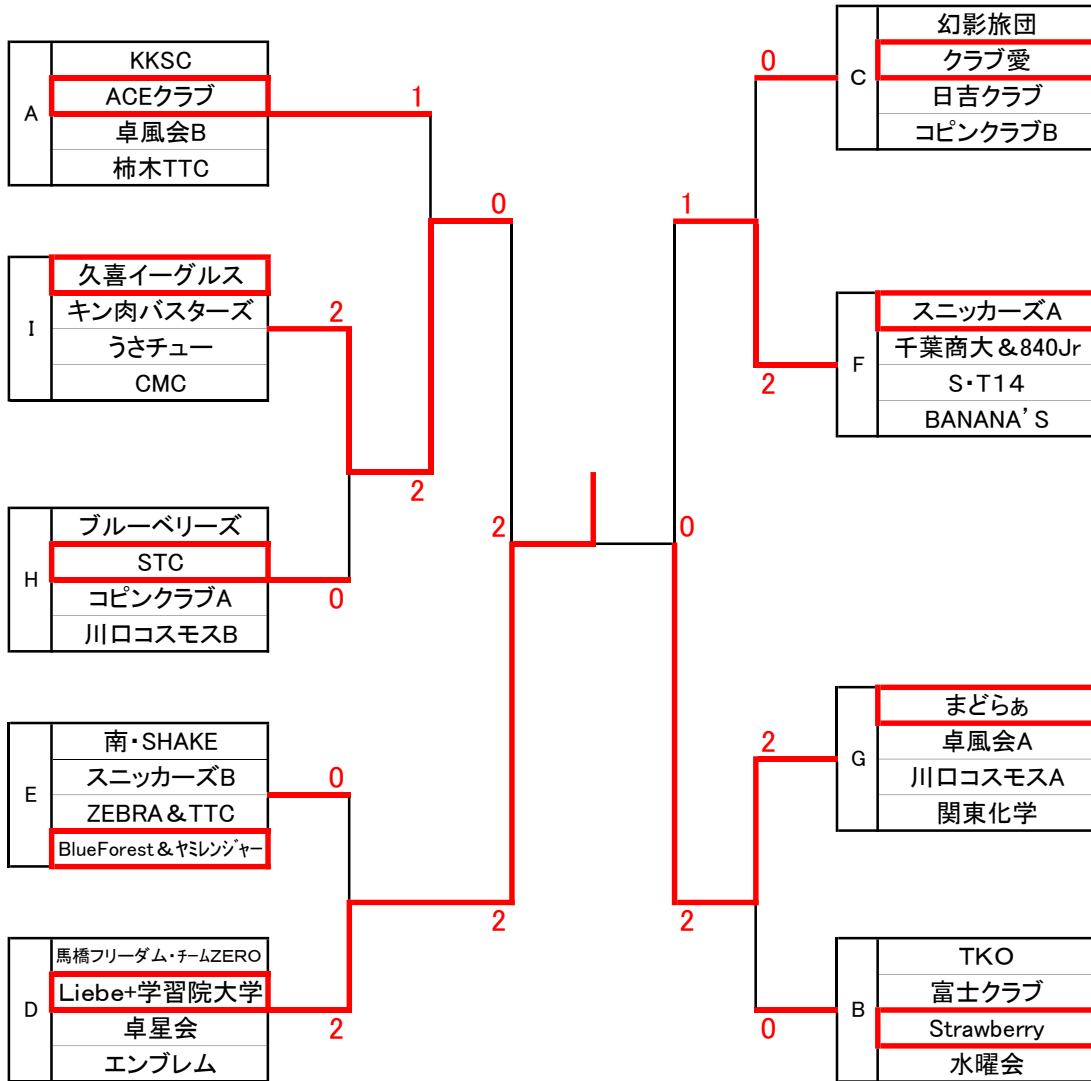 A
KKSC
ACEクラブ
卓風会B
柿木TTC
1
I
久喜イーグルス
キン肉バスターズ
うさチュー
CMC
2
0
H
ブルーベリーズ
STC
コピンクラブA
川口コスモスB
0
2
2
E
南・SHAKE
スニッカーズB
ZEBRA&TTC
BlueForest&ヤミレンジャー
0
D
馬橋フリーダム・チームZERO
Liebe+学習院大学
卓星会
エンブレム
2
2
C
幻影旅団
クラブ愛
日吉クラブ
コピンクラブB
0
1
F
スニッカーズA
千葉商大&840Jr
S・T14
BANANA'S
2
0
G
まどらぁ
卓風会A
川口コスモスA
関東化学
2
2
B
TKO
富士クラブ
Strawberry
水曜会
0